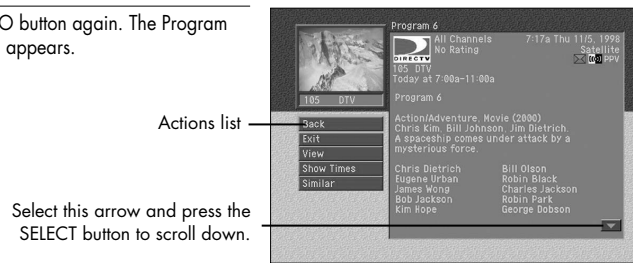 O button again. The Program
appears.
Actions list
Select this arrow and press the
SELECT button to scroll down.
Program 6
DIRECTV
All Channels 7:17a Thu 11/5, 1998
No Rating Satellite
PPV
105 DTV
Today at 7:00a-11:00a
105 DTV
Program 6
Back
Exit
View
Show Times
Similar
Action/Adventure, Movie (2000)
Chris Kim, Bill Johnson, Jim Dietrich.
A spaceship comes under attack by a
mysterious force.
Chris Dietrich Bill Olson
Eugene Urban Robin Black
James Wong Charles Jackson
Bob Jackson Robin Park
Kim Hope George Dobson